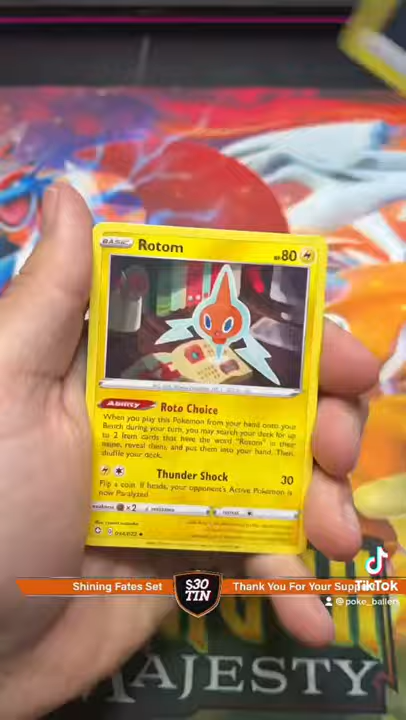 BASIC Rotom HP80
Ability Roto Choice
When you play this Pokémon from your hand onto your
Bench during your turn, you may search your deck for up
to 2 Item cards that have the word "Rotom" in their
name, reveal them, and put them into your hand. Then,
shuffle your deck.
Thunder Shock 30
Flip a coin. If heads, your opponent's Active Pokémon is
now Paralyzed.
weakness ×2 resistance retreat
Shining Fates Set $30 TIN Thank You For Your
TikTok
@poke_ballerr
MAJESTY